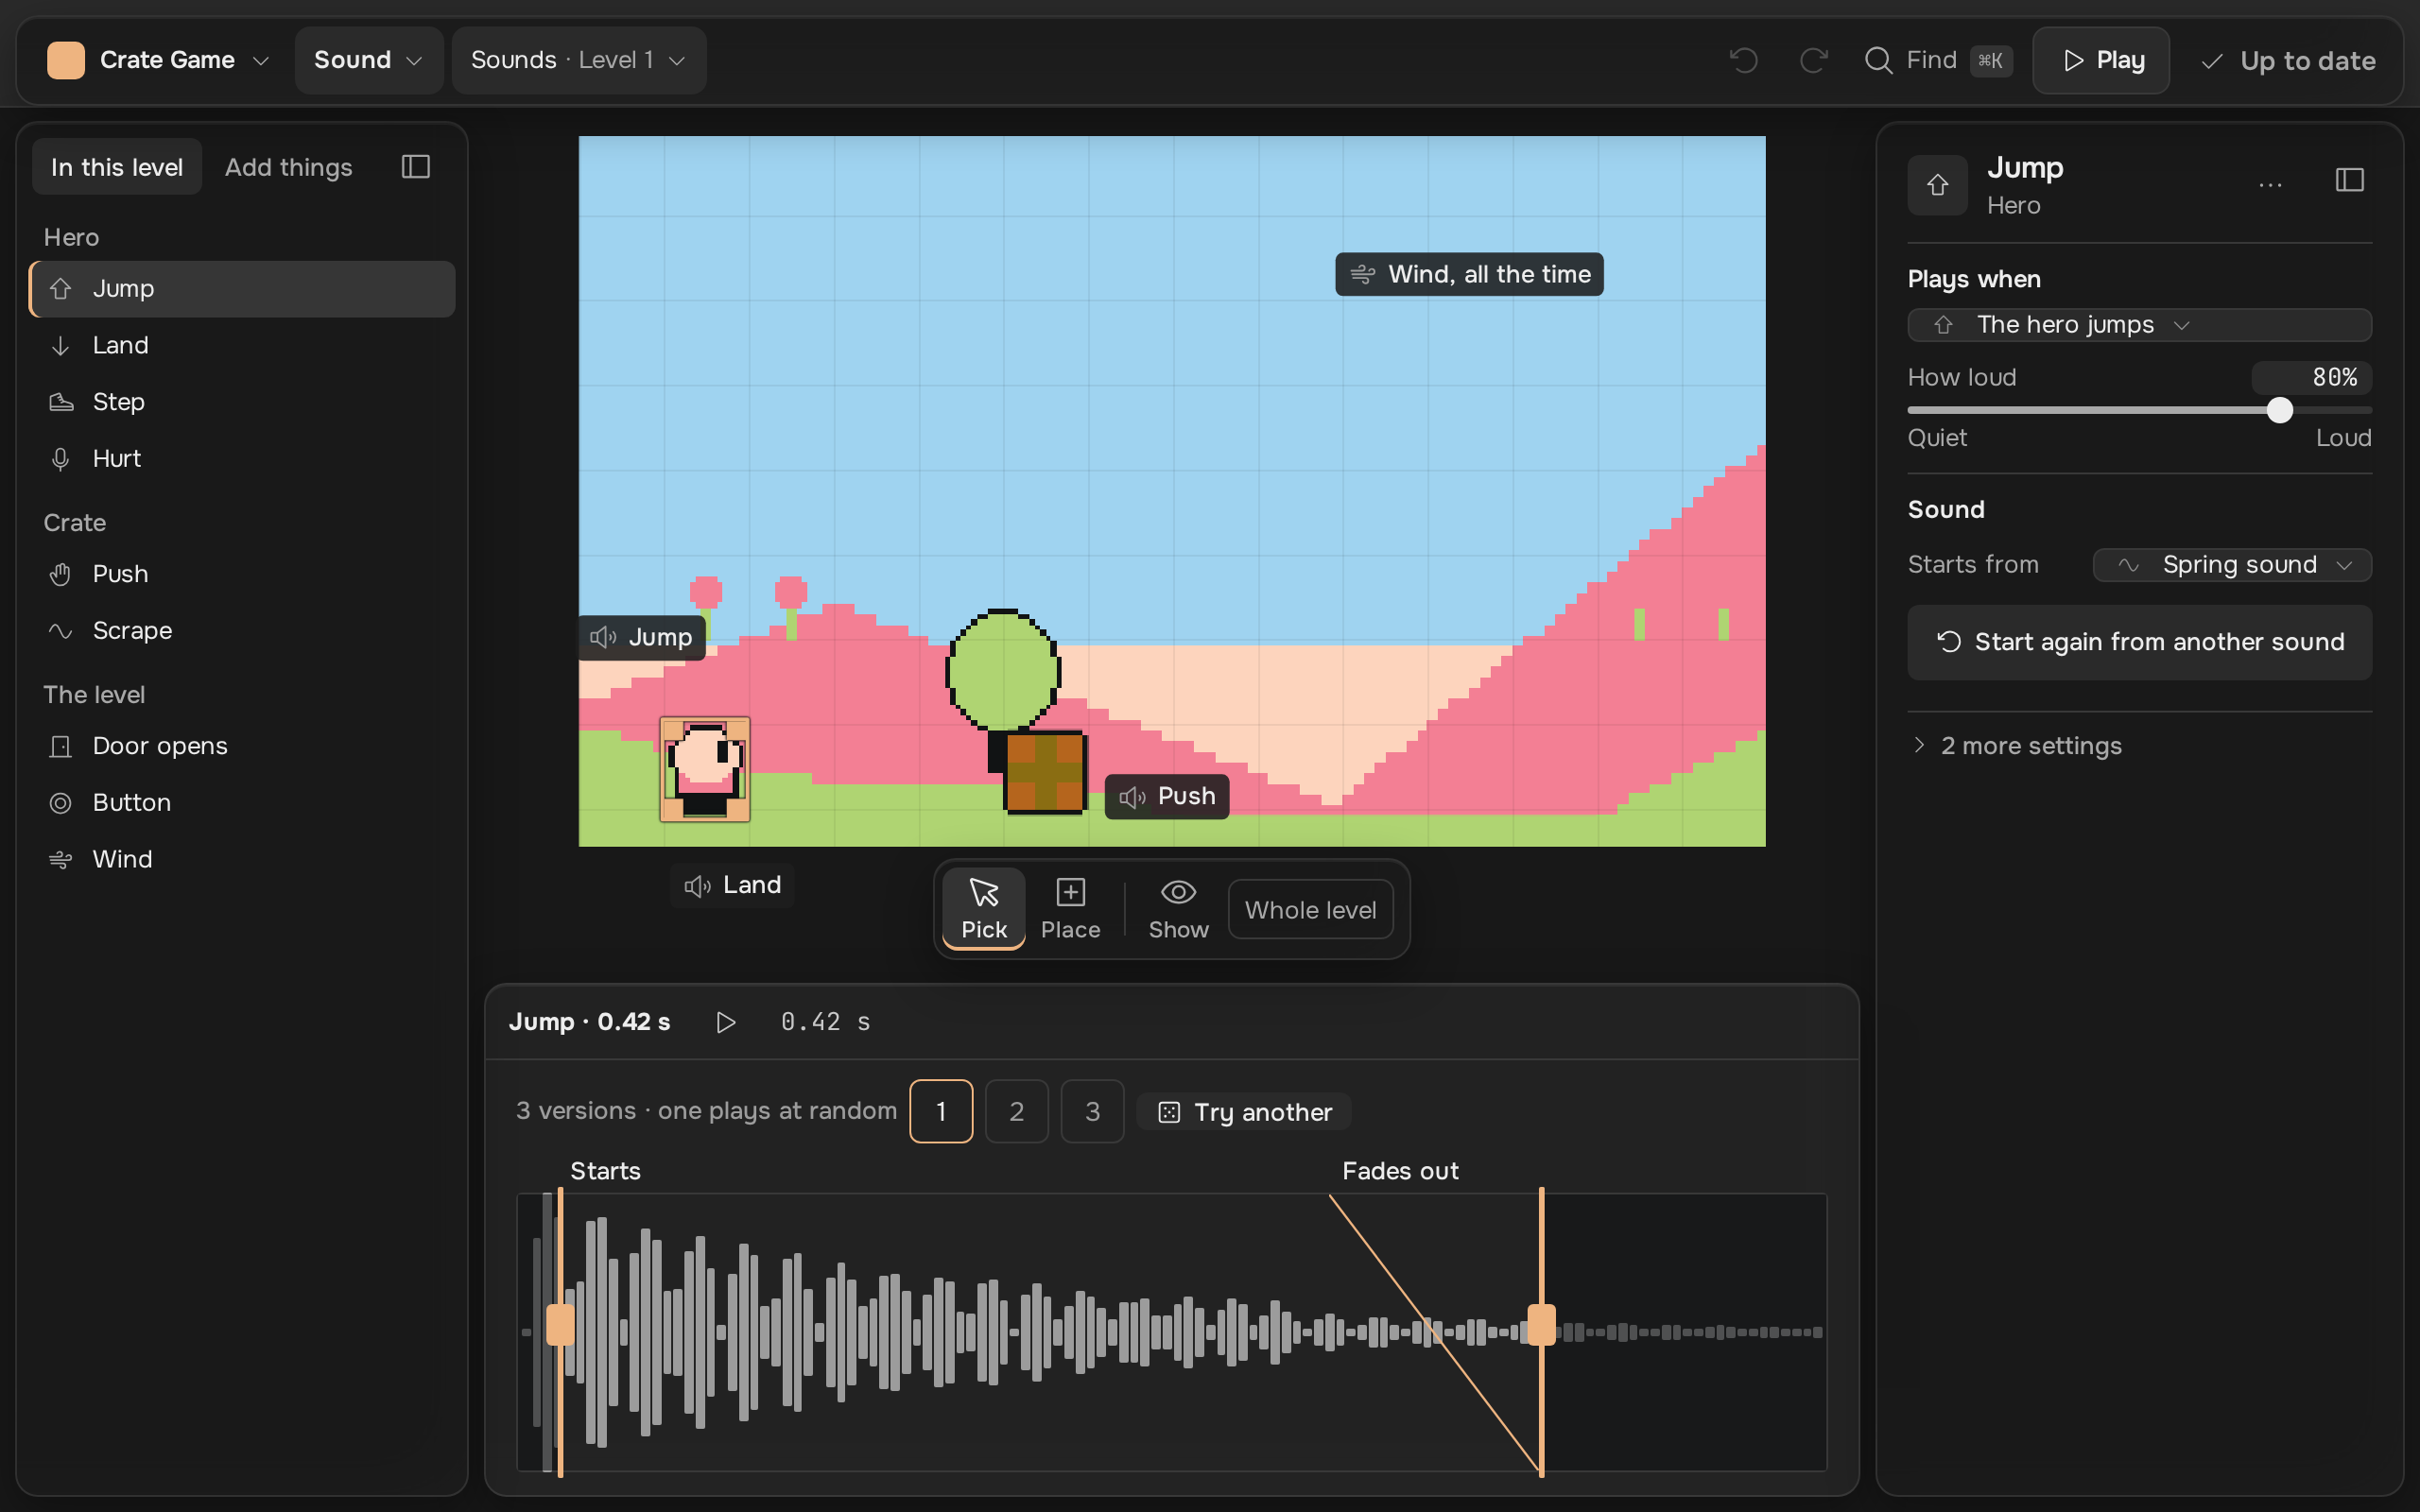 Crate Game
Sound
Sounds · Level 1
Find ⌘K
Play
Up to date
In this level
Add things
Hero
Jump
Land
Step
Hurt
Crate
Push
Scrape
The level
Door opens
Button
Wind
Wind, all the time
Jump
Push
Land
Pick
Place
Show
Whole level
Jump · 0.42 s
0.42 s
3 versions · one plays at random
1
2
3
Try another
Starts
Fades out
Jump
Hero
...
Plays when
The hero jumps
How loud
80%
Quiet
Loud
Sound
Starts from
Spring sound
Start again from another sound
2 more settings